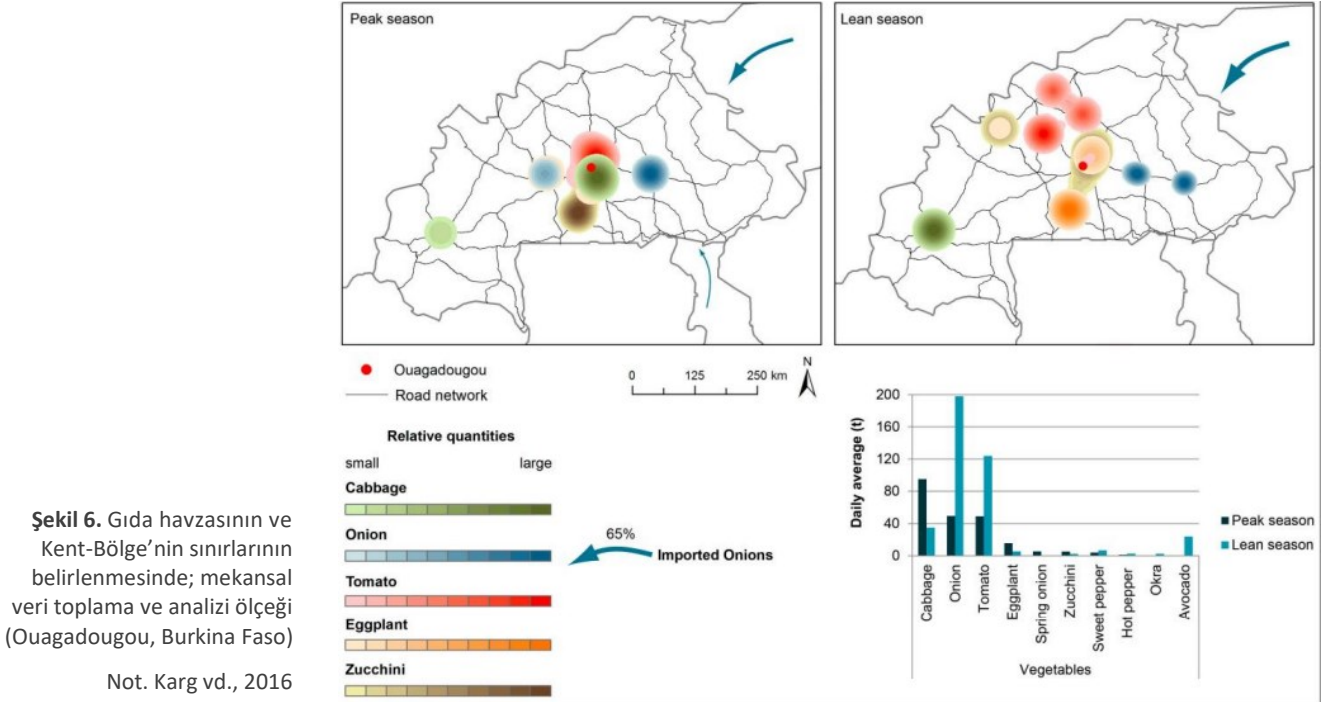 Peak season
Lean season
Ouagadougou
Road network
0 125 250 km
N
Relative quantities
small large
Cabbage
Onion
Tomato
Eggplant
Zucchini
65%
Imported Onions
Daily average (t)
200
160
120
80
40
0
Cabbage
Onion
Tomato
Eggplant
Spring onion
Zucchini
Sweet pepper
Hot pepper
Okra
Avocado
Vegetables
Peak season
Lean season
Şekil 6. Gıda havzasının ve
Kent-Bölge’nin sınırlarının
belirlenmesinde; mekansal
veri toplama ve analizi ölçeği
(Ouagadougou, Burkina Faso)
Not. Karg vd., 2016